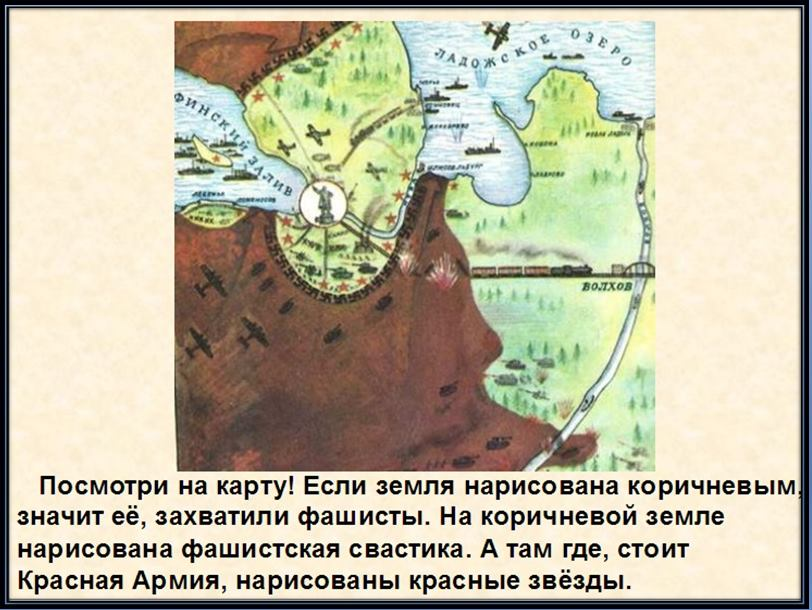 ЛАДОЖСКОЕ ОЗЕРО
ФИНСКИЙ ЗАЛИВ
ВОЛХОВ
Посмотри на карту! Если земля нарисована коричневым,
значит её, захватили фашисты. На коричневой земле
нарисована фашистская свастика. А там где, стоит
Красная Армия, нарисованы красные звёзды.